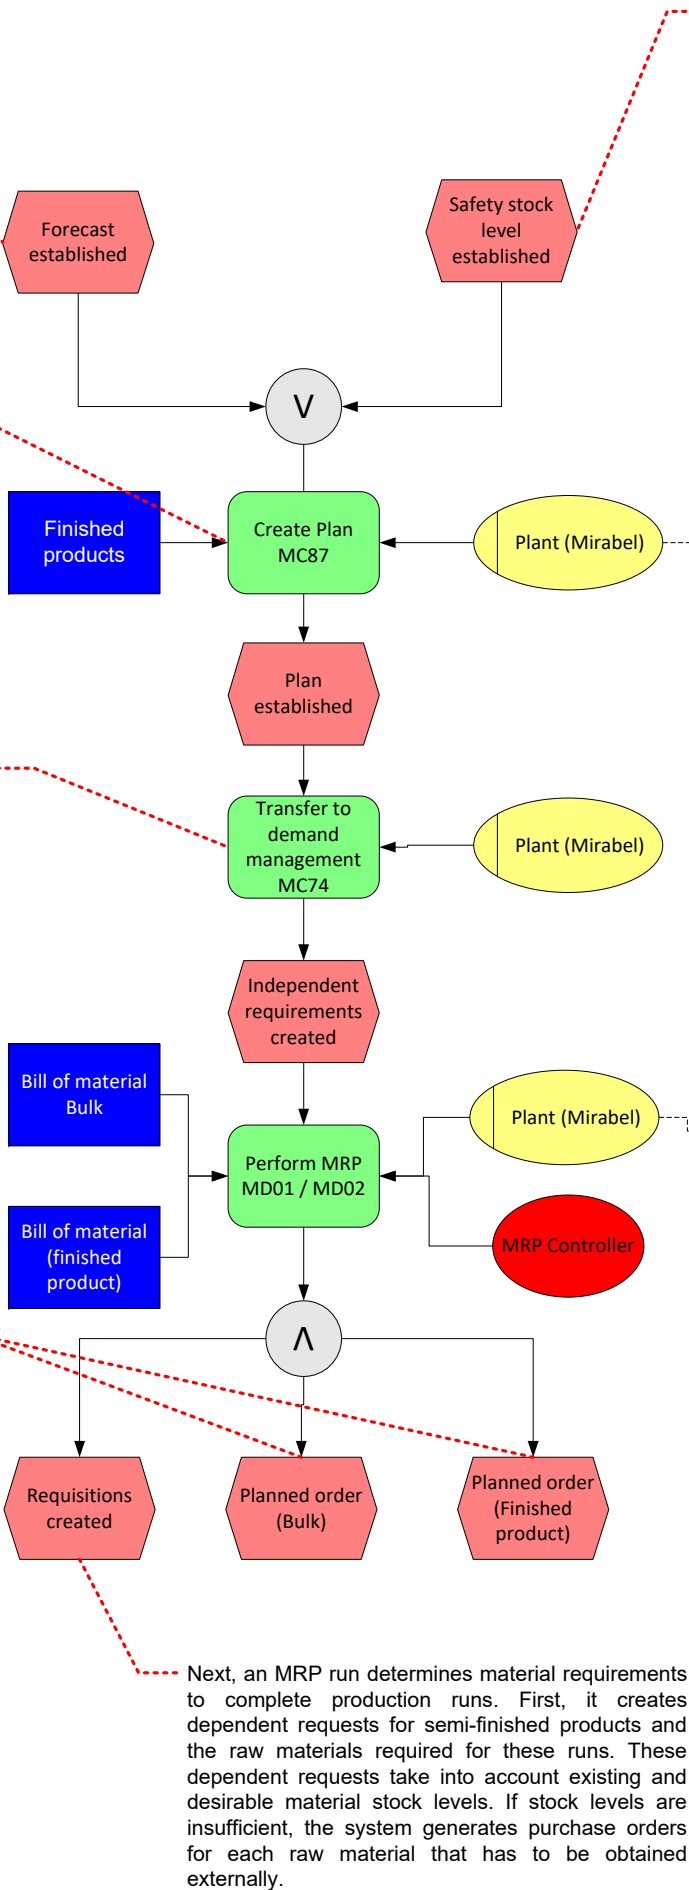 Forecast
established
Safety stock
level
established
V
Finished
products
Create Plan
MC87
Plant (Mirabel)
Plan
established
Transfer to
demand
management
MC74
Plant (Mirabel)
Independent
requirements
created
Bill of material
Bulk
Plant (Mirabel)
Perform MRP
MD01 / MD02
Bill of material
(finished
product)
MRP Controller
Λ
Requisitions
created
Planned order
(Bulk)
Planned order
(Finished
product)
Next, an MRP run determines material requirements
to complete production runs. First, it creates
dependent requests for semi-finished products and
the raw materials required for these runs. These
dependent requests take into account existing and
desirable material stock levels. If stock levels are
insufficient, the system generates purchase orders
for each raw material that has to be obtained
externally.